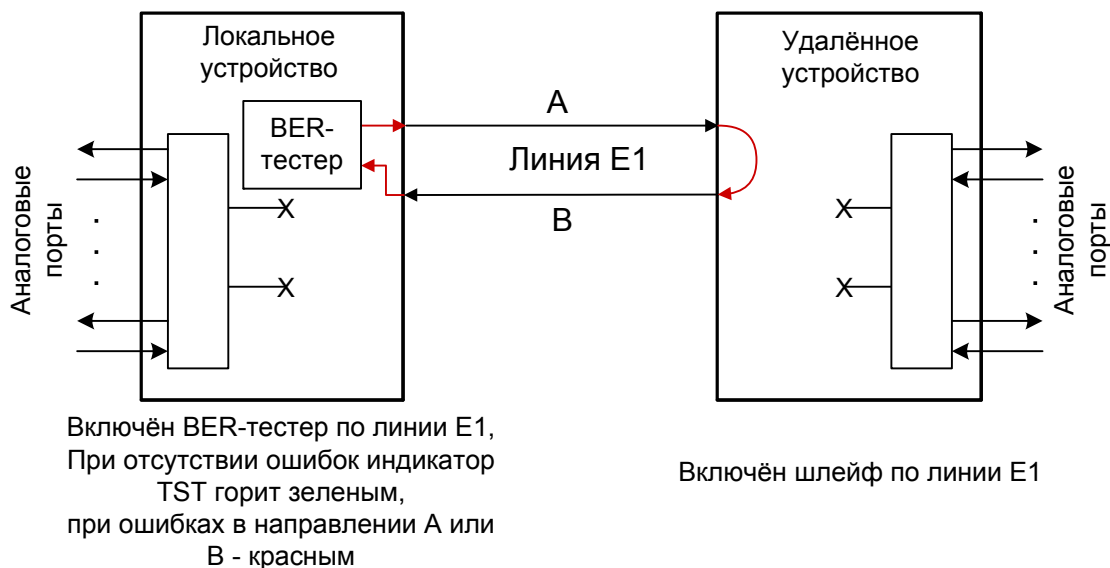 Локальное
устройство
BER-
тестер
Аналоговые
порты
A
Линия E1
B
Удалённое
устройство
Аналоговые
порты
X
X
X
X
Включён BER-тестер по линии E1,
При отсутствии ошибок индикатор
TST горит зеленым,
при ошибках в направлении A или
B - красным
Включён шлейф по линии E1